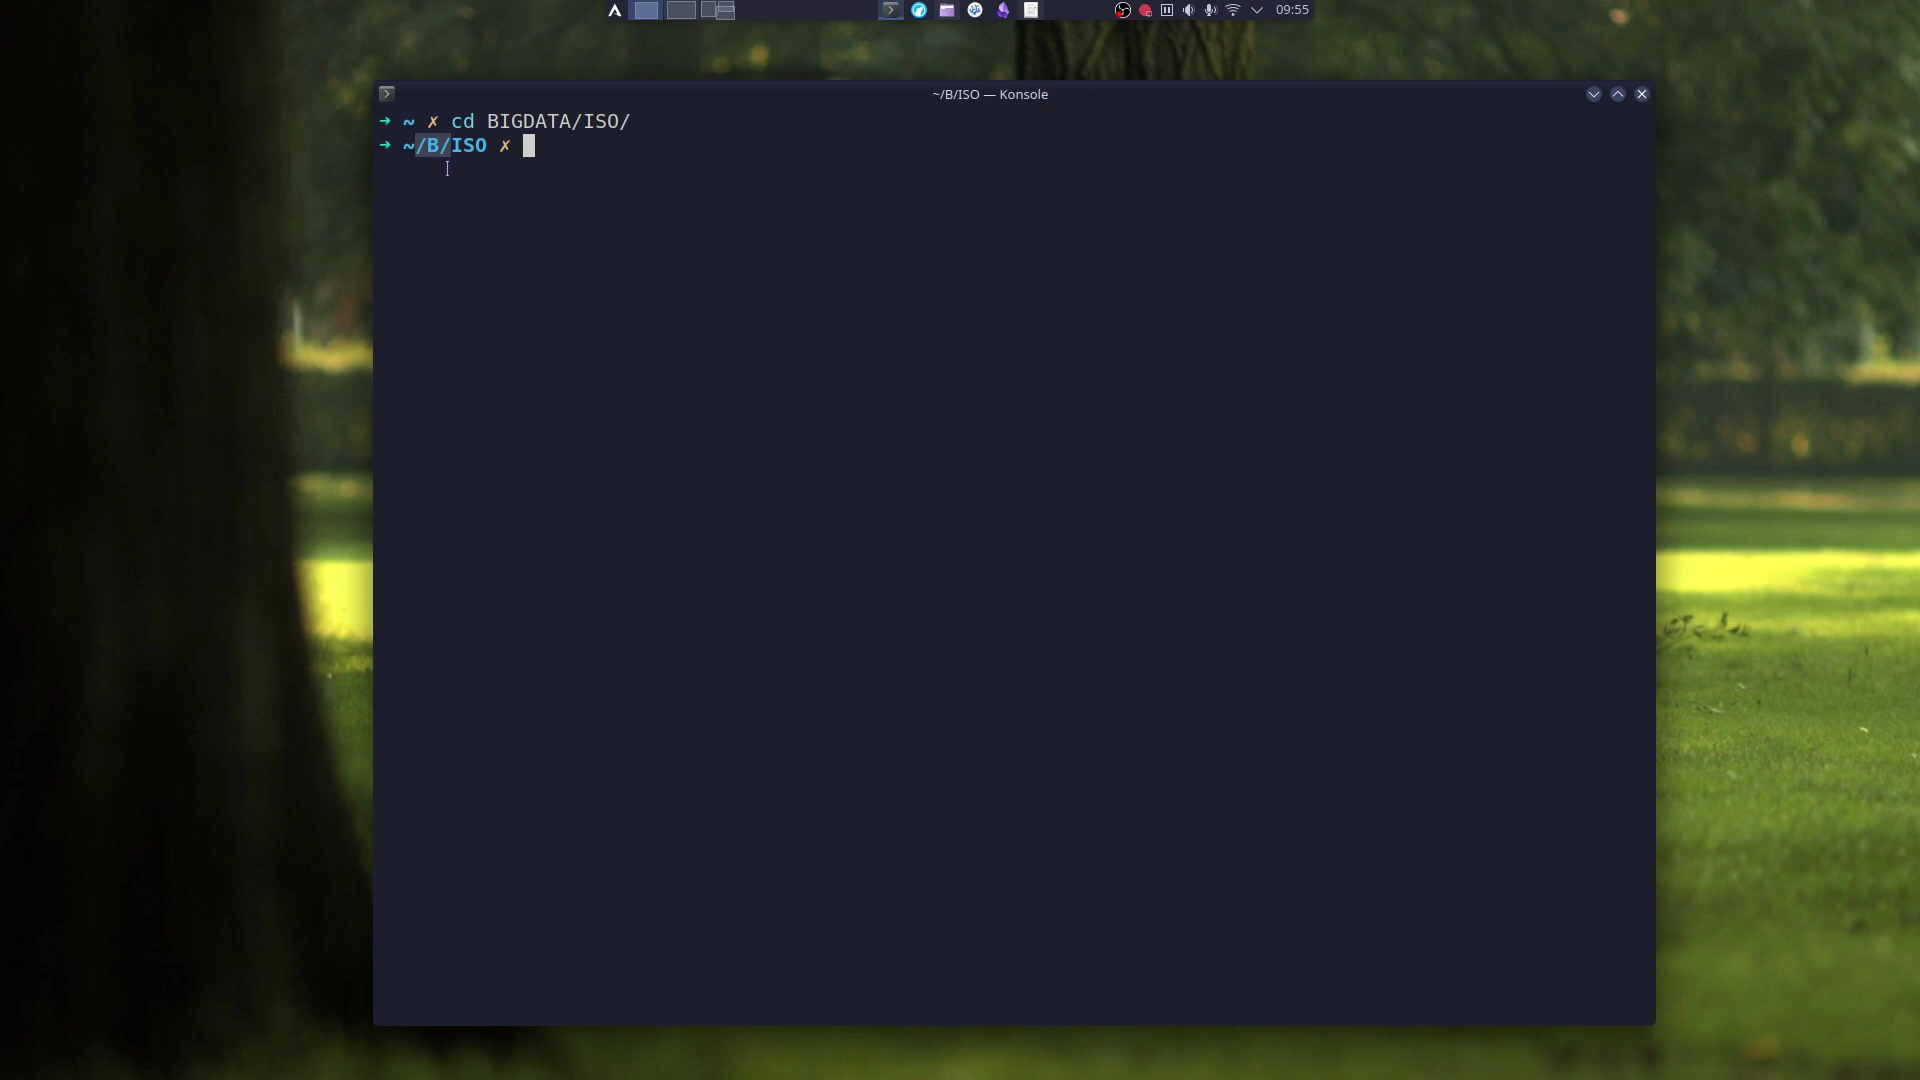 09:55
~/B/ISO — Konsole
➜ ~ ✗ cd BIGDATA/ISO/
➜ ~/B/ISO ✗